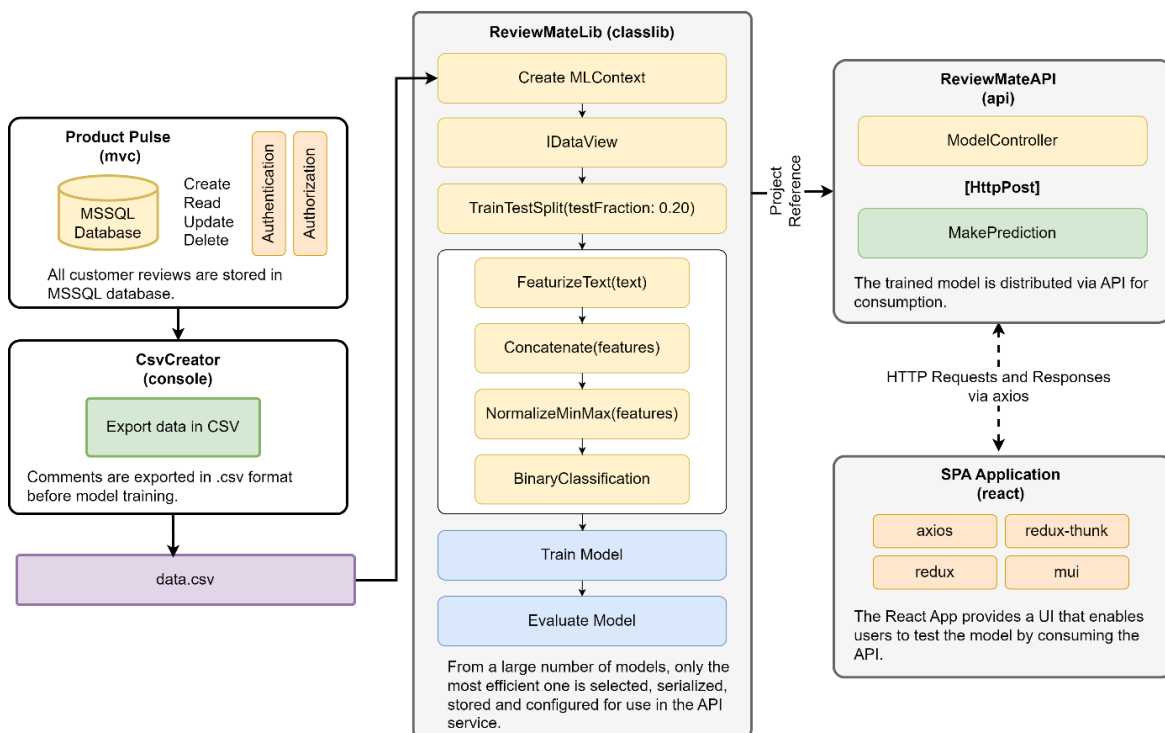 Product Pulse
(mvc)
MSSQL
Database
Create
Read
Update
Delete
Authentication
Authorization
All customer reviews are stored in
MSSQL database.
CsvCreator
(console)
Export data in CSV
Comments are exported in .csv format
before model training.
data.csv
ReviewMateLib (classlib)
Create MLContext
IDataView
TrainTestSplit(testFraction: 0.20)
FeaturizeText(text)
Concatenate(features)
NormalizeMinMax(features)
BinaryClassification
Train Model
Evaluate Model
From a large number of models, only the
most efficient one is selected, serialized,
stored and configured for use in the API
service.
Project
Reference
ReviewMateAPI
(api)
ModelController
[HttpPost]
MakePrediction
The trained model is distributed via API for
consumption.
HTTP Requests and Responses
via axios
SPA Application
(react)
axios
redux-thunk
redux
mui
The React App provides a UI that enables
users to test the model by consuming the
API.